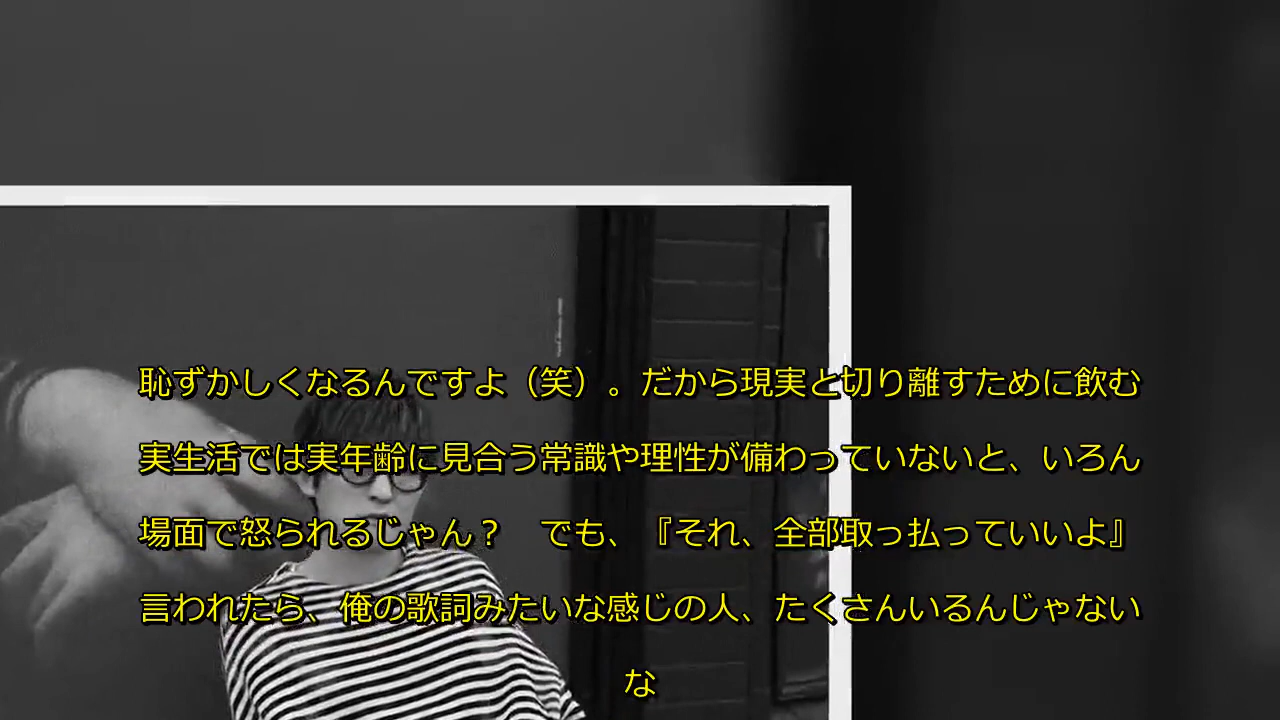 恥ずかしくなるんですよ（笑）。だから現実と切り離すために飲む
実生活では実年齢に見合う常識や理性が備わっていないと、いろん
場面で怒られるじゃん？　でも、『それ、全部取っ払っていいよ』
言われたら、俺の歌詞みたいな感じの人、たくさんいるんじゃない
な